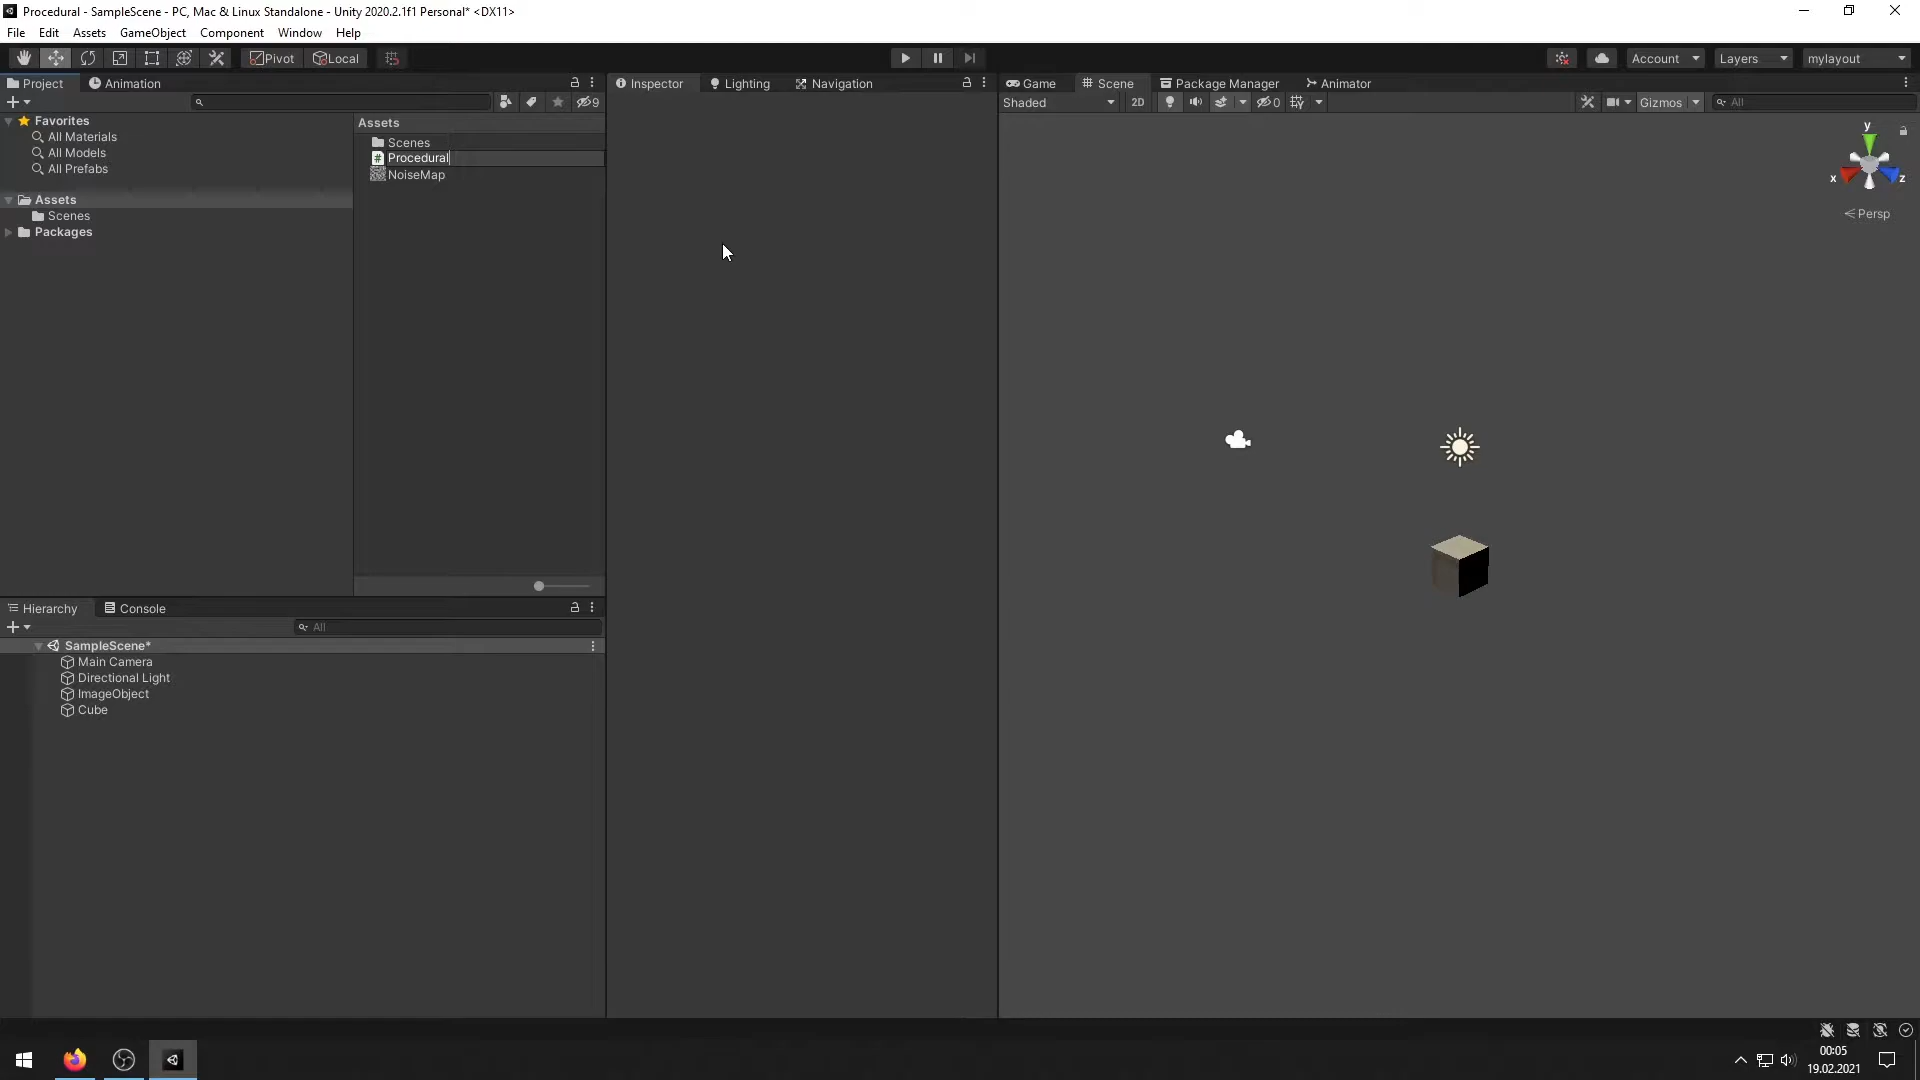 Procedural - SampleScene - PC, Mac & Linux Standalone - Unity 2020.2.1f1 Personal* <DX11>
File Edit Assets GameObject Component Window Help
Pivot Local Account Layers mylayout
Project Animation
9
Favorites
All Materials
All Models
All Prefabs
Assets
Scenes
Packages
Assets
Scenes
Procedural
NoiseMap
Hierarchy Console
All
SampleScene*
Main Camera
Directional Light
ImageObject
Cube
Inspector Lighting Navigation
Game Scene Package Manager Animator
Shaded 2D 0 Gizmos All
y
x z
Persp
00:05
19.02.2021